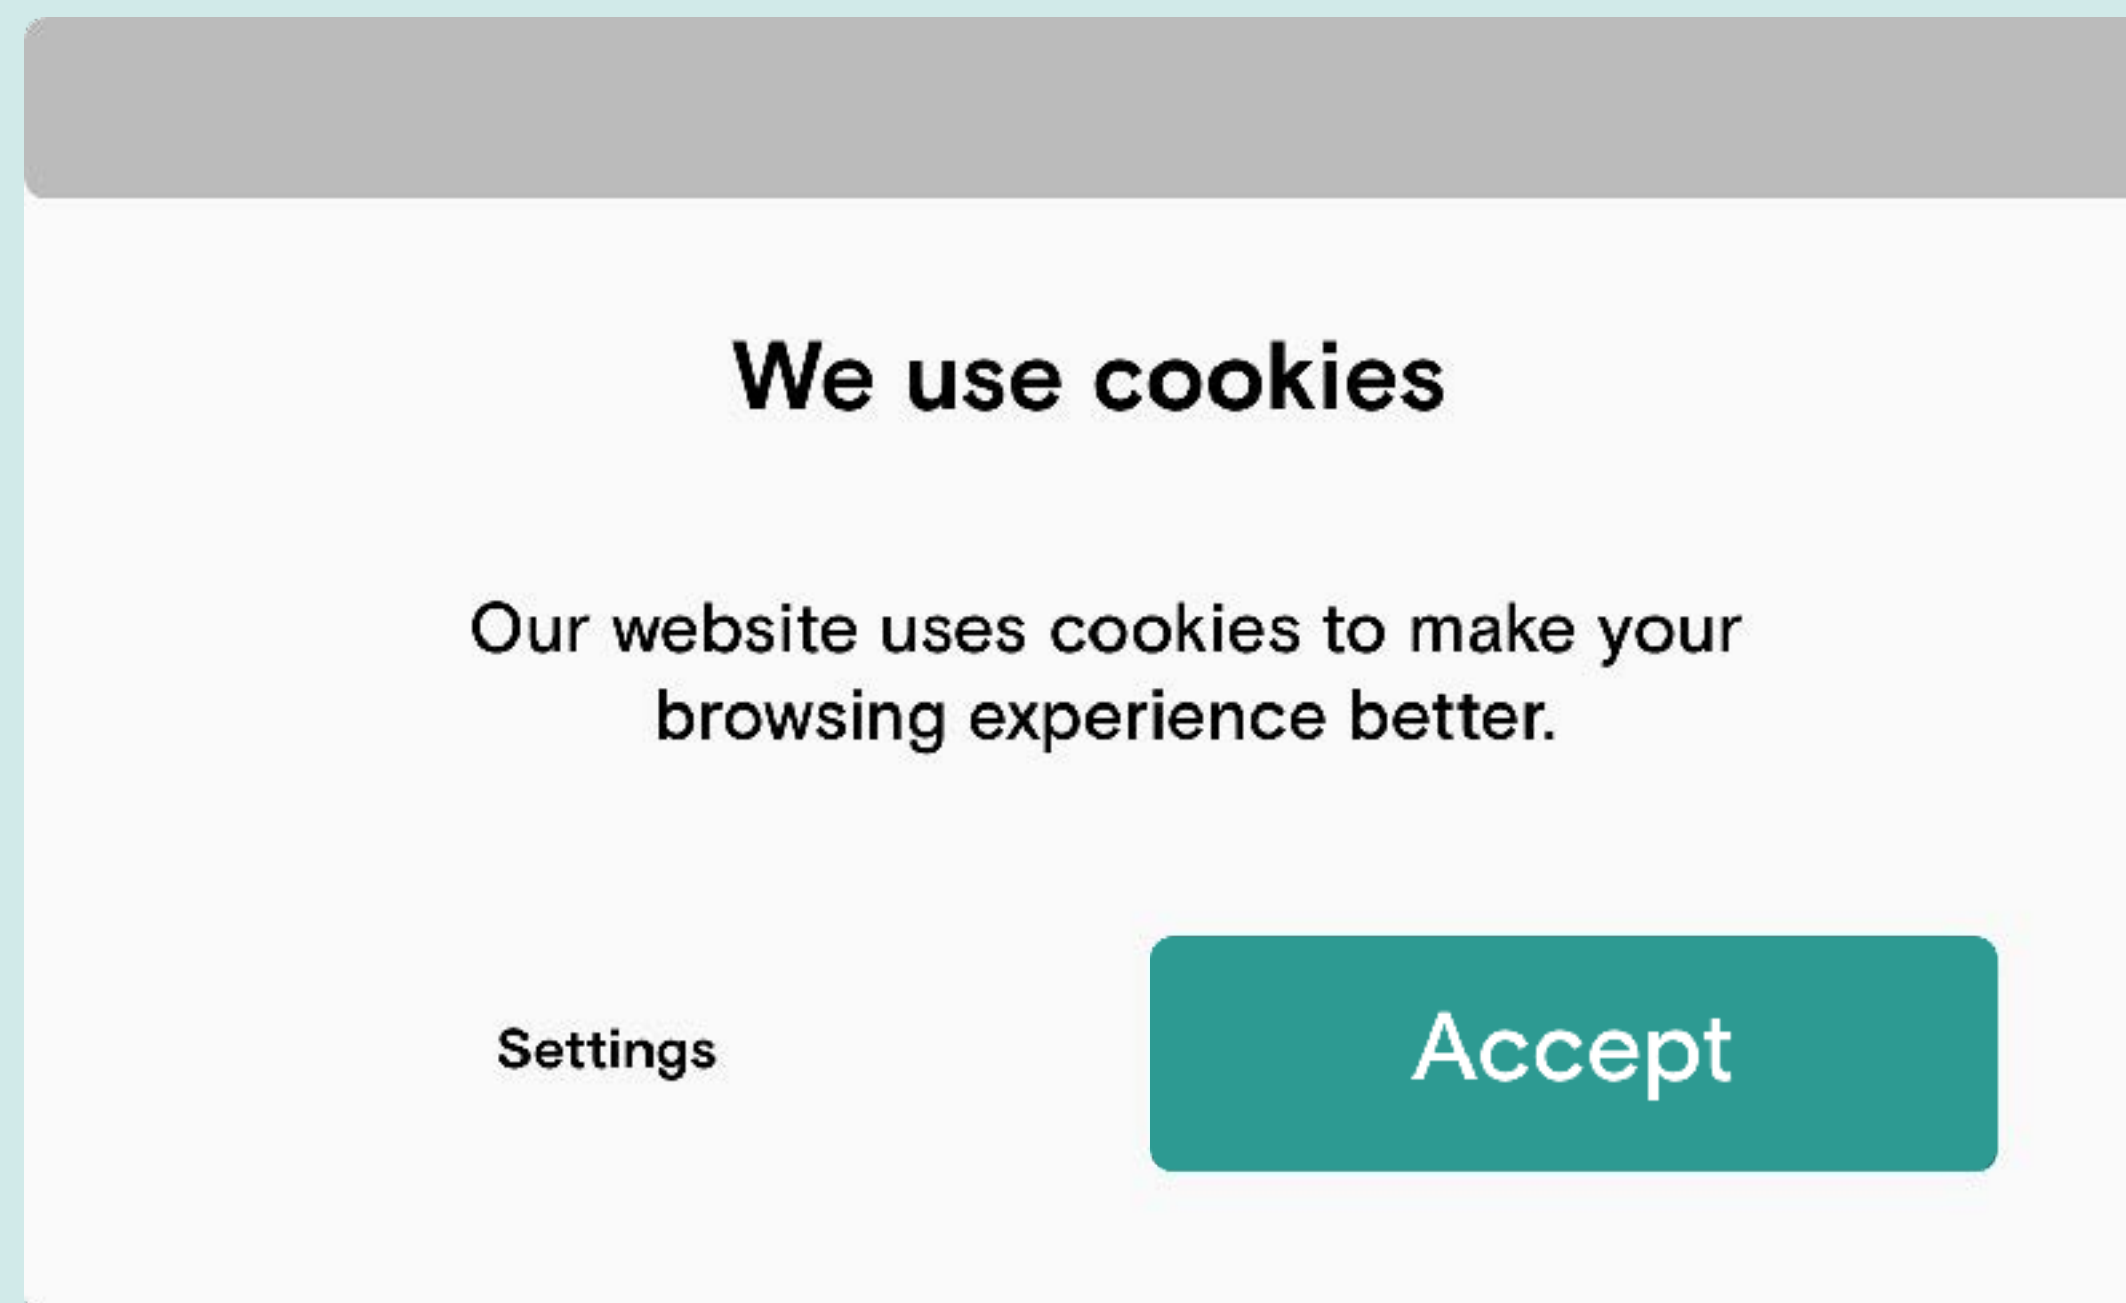 We use cookies
Our website uses cookies to make your
browsing experience better.
Settings
Accept